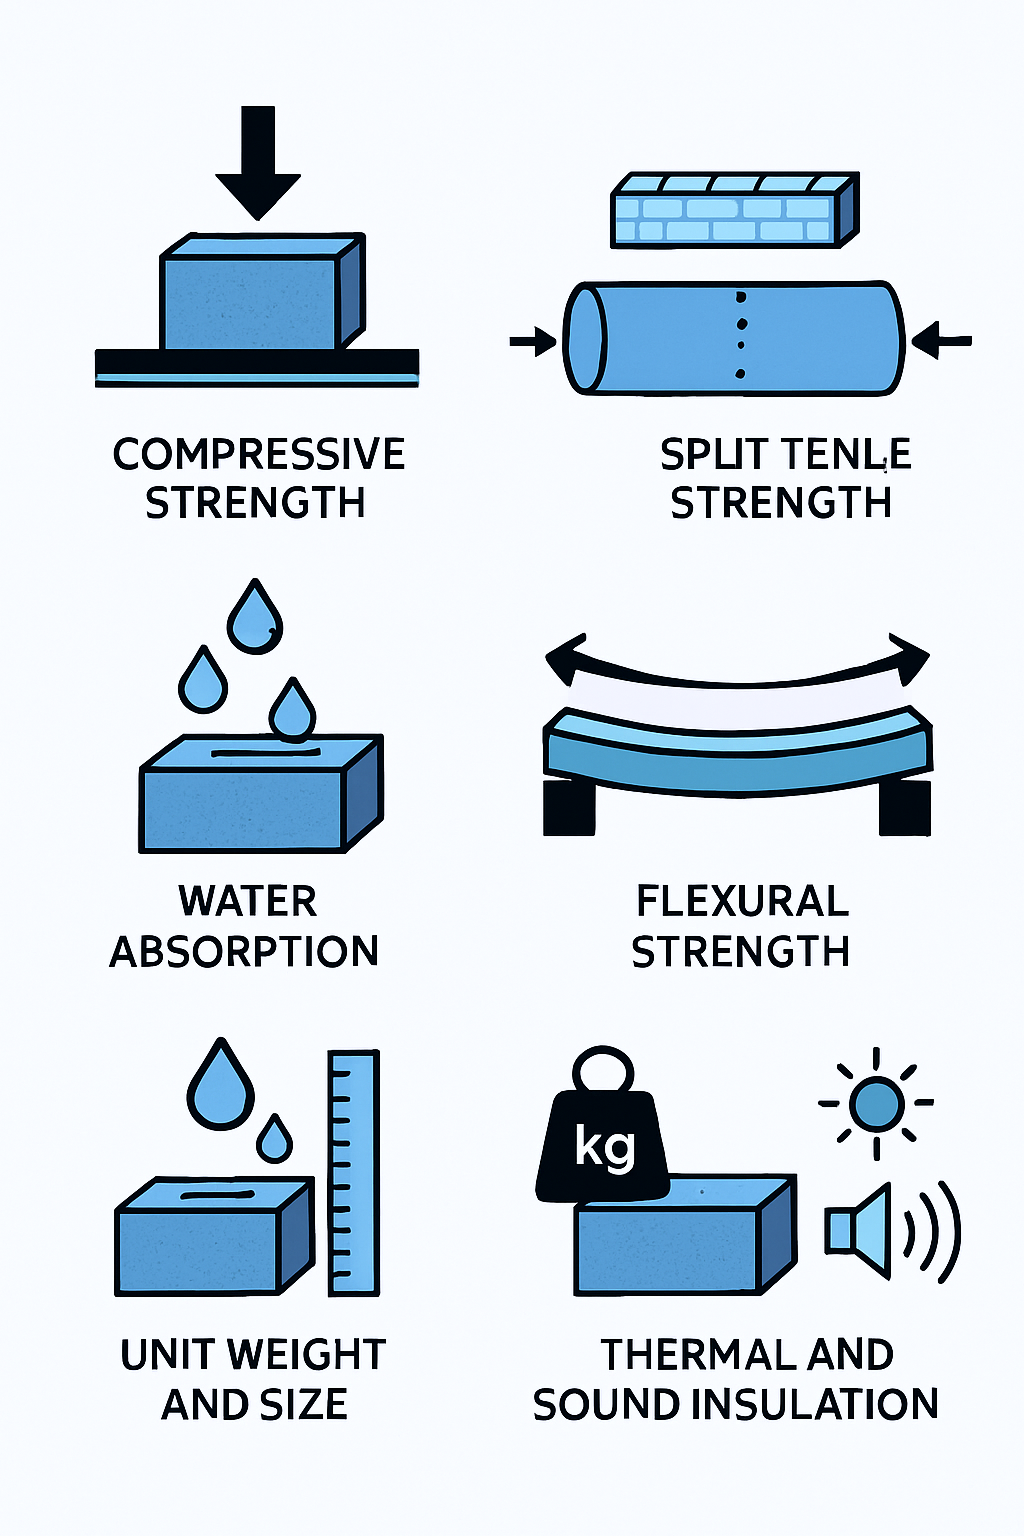 COMPRESSIVE
STRENGTH
SPLIT TENLE
STRENGTH
WATER
ABSORPTION
FLEXURAL
STRENGTH
kg
UNIT WEIGHT
AND SIZE
THERMAL AND
SOUND INSULATION